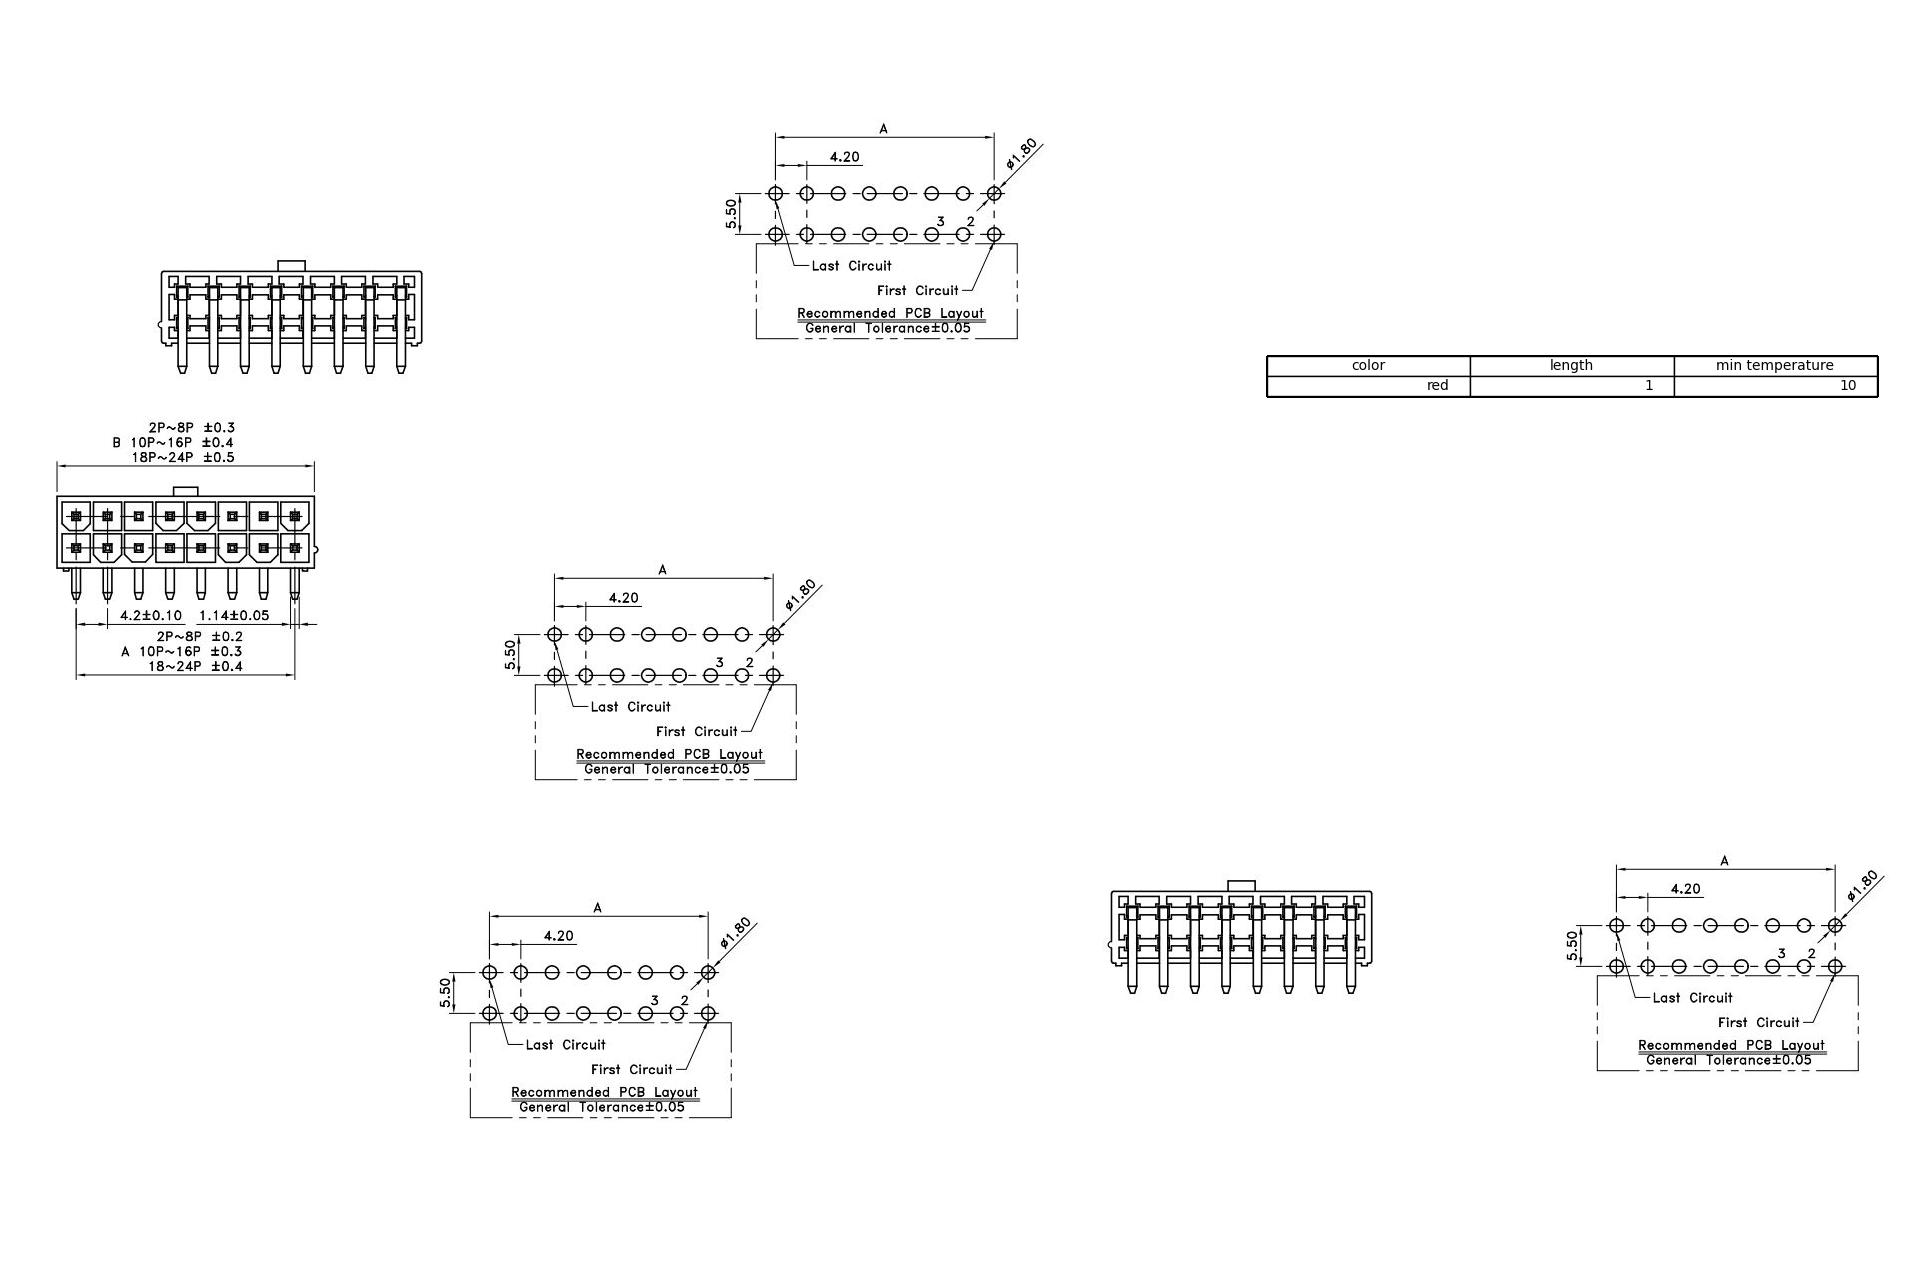 A
4.20
ø1.80
5.50
3 2
Last Circuit
First Circuit
Recommended PCB Layout
General Tolerance±0.05
color length min temperature
red 1 10
2P~8P ±0.3
B 10P~16P ±0.4
18P~24P ±0.5
4.2±0.10 1.14±0.05
2P~8P ±0.2
A 10P~16P ±0.3
18~24P ±0.4
A
4.20
ø1.80
5.50
3 2
Last Circuit
First Circuit
Recommended PCB Layout
General Tolerance±0.05
A
4.20
ø1.80
5.50
3 2
Last Circuit
First Circuit
Recommended PCB Layout
General Tolerance±0.05
A
4.20
ø1.80
5.50
3 2
Last Circuit
First Circuit
Recommended PCB Layout
General Tolerance±0.05